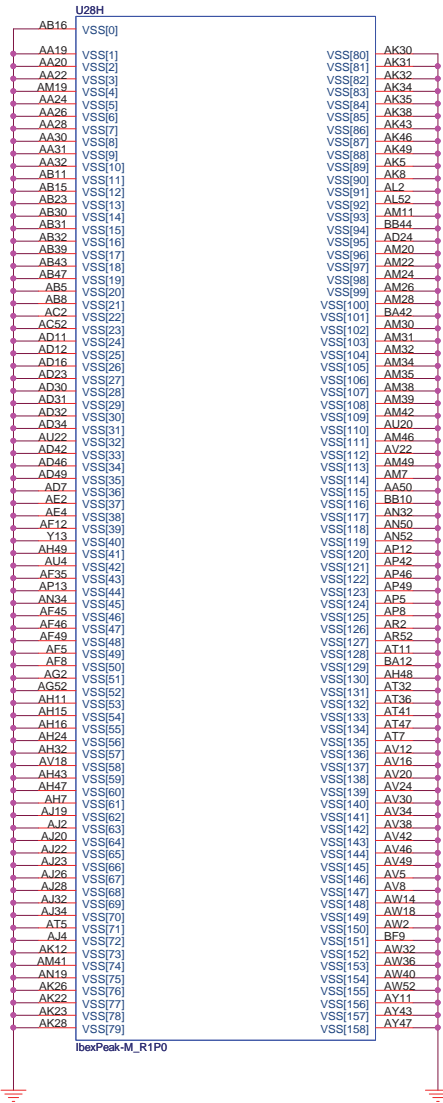 U28H
AB16 VSS[0]
AA19 VSS[1] VSS[80] AK30
AA20 VSS[2] VSS[81] AK31
AA22 VSS[3] VSS[82] AK32
AM19 VSS[4] VSS[83] AK34
AA24 VSS[5] VSS[84] AK35
AA26 VSS[6] VSS[85] AK38
AA28 VSS[7] VSS[86] AK43
AA30 VSS[8] VSS[87] AK46
AA31 VSS[9] VSS[88] AK49
AA32 VSS[10] VSS[89] AK5
AB11 VSS[11] VSS[90] AK8
AB15 VSS[12] VSS[91] AL2
AB23 VSS[13] VSS[92] AL52
AB30 VSS[14] VSS[93] AM11
AB31 VSS[15] VSS[94] BB44
AB32 VSS[16] VSS[95] AD24
AB39 VSS[17] VSS[96] AM20
AB43 VSS[18] VSS[97] AM22
AB47 VSS[19] VSS[98] AM24
AB5 VSS[20] VSS[99] AM26
AB8 VSS[21] VSS[100] AM28
AC2 VSS[22] VSS[101] BA42
AC52 VSS[23] VSS[102] AM30
AD11 VSS[24] VSS[103] AM31
AD12 VSS[25] VSS[104] AM32
AD16 VSS[26] VSS[105] AM34
AD23 VSS[27] VSS[106] AM35
AD30 VSS[28] VSS[107] AM38
AD31 VSS[29] VSS[108] AM39
AD32 VSS[30] VSS[109] AM42
AD34 VSS[31] VSS[110] AU20
AU22 VSS[32] VSS[111] AM46
AD42 VSS[33] VSS[112] AV22
AD46 VSS[34] VSS[113] AM49
AD49 VSS[35] VSS[114] AM7
AD7 VSS[36] VSS[115] AA50
AE2 VSS[37] VSS[116] BB10
AE4 VSS[38] VSS[117] AN32
AF12 VSS[39] VSS[118] AN50
Y13 VSS[40] VSS[119] AN52
AH49 VSS[41] VSS[120] AP12
AU4 VSS[42] VSS[121] AP42
AF35 VSS[43] VSS[122] AP46
AP13 VSS[44] VSS[123] AP49
AN34 VSS[45] VSS[124] AP5
AF45 VSS[46] VSS[125] AP8
AF46 VSS[47] VSS[126] AR2
AF49 VSS[48] VSS[127] AR52
AF5 VSS[49] VSS[128] AT11
AF8 VSS[50] VSS[129] BA12
AG2 VSS[51] VSS[130] AH48
AG52 VSS[52] VSS[131] AT32
AH11 VSS[53] VSS[132] AT36
AH15 VSS[54] VSS[133] AT41
AH16 VSS[55] VSS[134] AT47
AH24 VSS[56] VSS[135] AT7
AH32 VSS[57] VSS[136] AV12
AV18 VSS[58] VSS[137] AV16
AH43 VSS[59] VSS[138] AV20
AH47 VSS[60] VSS[139] AV24
AH7 VSS[61] VSS[140] AV30
AJ19 VSS[62] VSS[141] AV34
AJ2 VSS[63] VSS[142] AV38
AJ20 VSS[64] VSS[143] AV42
AJ22 VSS[65] VSS[144] AV46
AJ23 VSS[66] VSS[145] AV49
AJ26 VSS[67] VSS[146] AV5
AJ28 VSS[68] VSS[147] AV8
AJ32 VSS[69] VSS[148] AW14
AJ34 VSS[70] VSS[149] AW18
AT5 VSS[71] VSS[150] AW2
AJ4 VSS[72] VSS[151] BF9
AK12 VSS[73] VSS[152] AW32
AM41 VSS[74] VSS[153] AW36
AN19 VSS[75] VSS[154] AW40
AK26 VSS[76] VSS[155] AW52
AK22 VSS[77] VSS[156] AY11
AK23 VSS[78] VSS[157] AY43
AK28 VSS[79] VSS[158] AY47
IbexPeak-M_R1P0